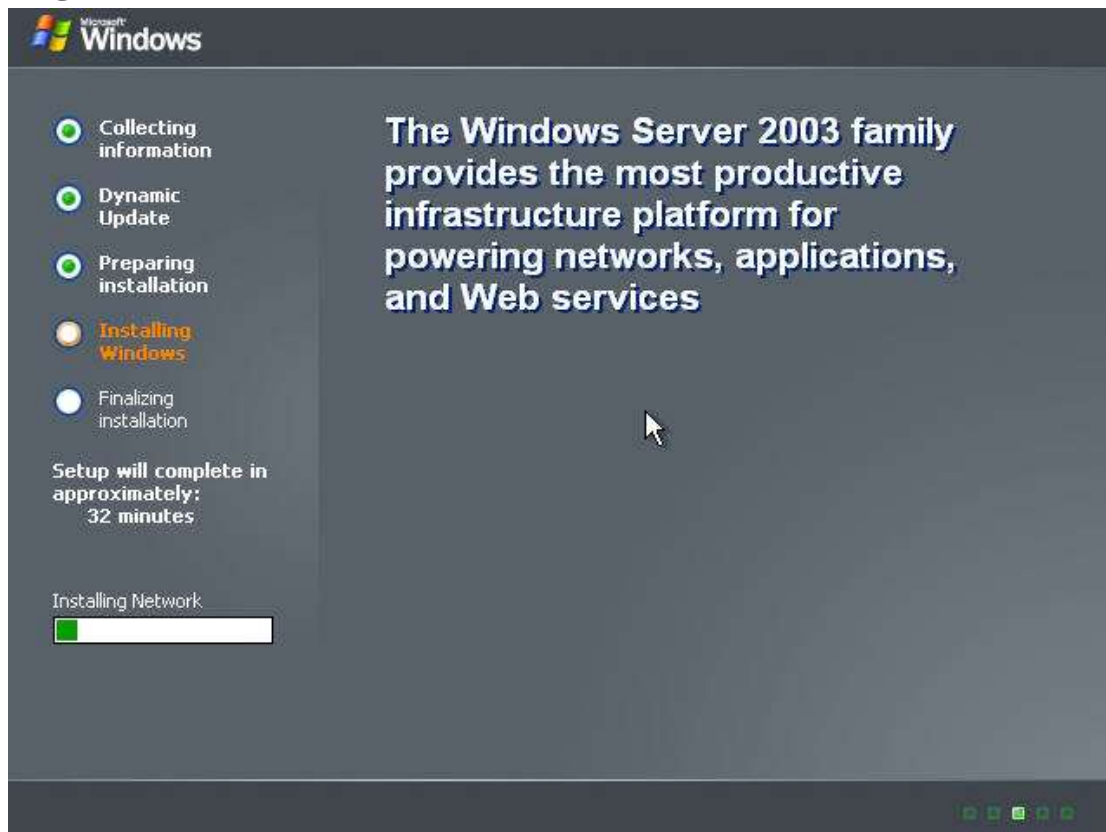 Microsoft
Windows
Collecting
information
Dynamic
Update
Preparing
installation
Installing
Windows
Finalizing
installation
Setup will complete in
approximately:
32 minutes
Installing Network
The Windows Server 2003 family
provides the most productive
infrastructure platform for
powering networks, applications,
and Web services